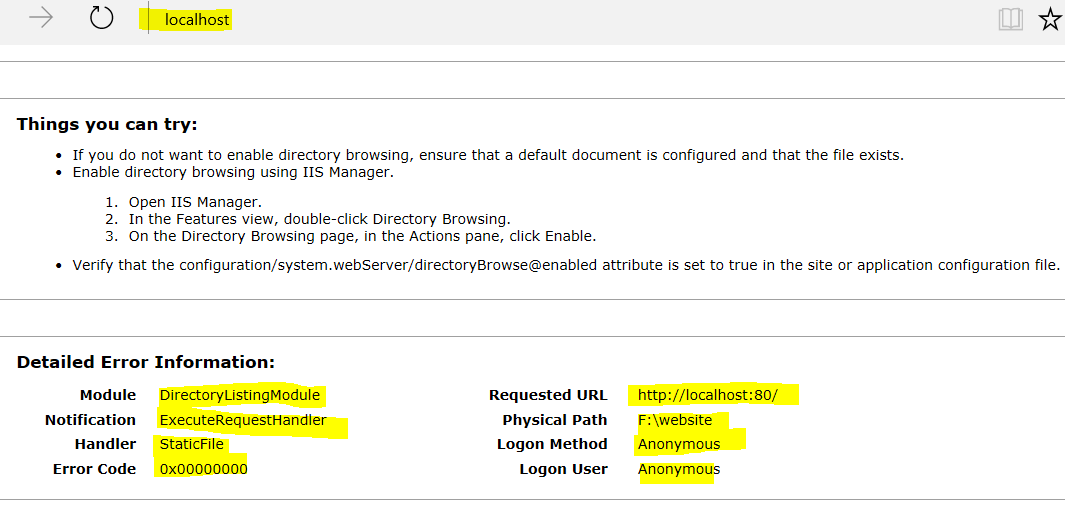 localhost
Things you can try:
• If you do not want to enable directory browsing, ensure that a default document is configured and that the file exists.
• Enable directory browsing using IIS Manager.
1. Open IIS Manager.
2. In the Features view, double-click Directory Browsing.
3. On the Directory Browsing page, in the Actions pane, click Enable.
• Verify that the configuration/system.webServer/directoryBrowse@enabled attribute is set to true in the site or application configuration file.
Detailed Error Information:
Module DirectoryListingModule
Notification ExecuteRequestHandler
Handler StaticFile
Error Code 0x00000000
Requested URL http://localhost:80/
Physical Path F:\website
Logon Method Anonymous
Logon User Anonymous